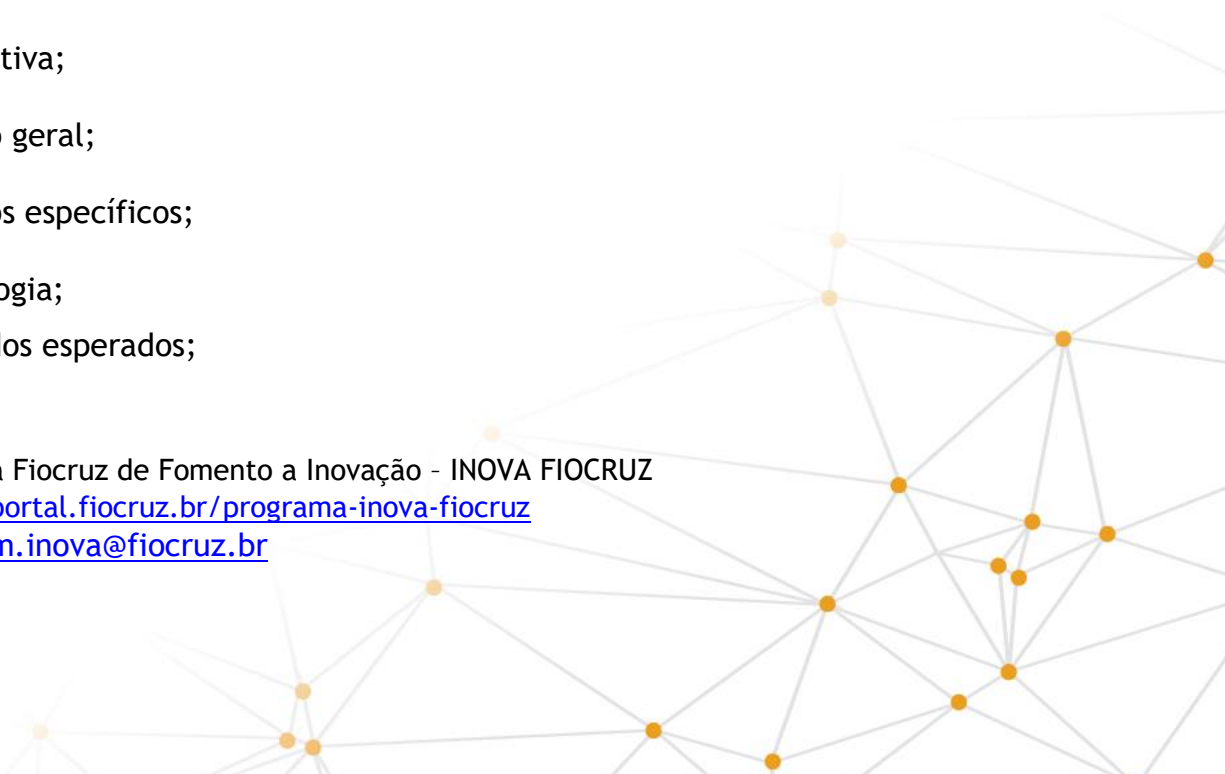 tiva;
o geral;
os específicos;
ogia;
dos esperados;
a Fiocruz de Fomento a Inovação – INOVA FIOCRUZ
portal.fiocruz.br/programa-inova-fiocruz
m.inova@fiocruz.br